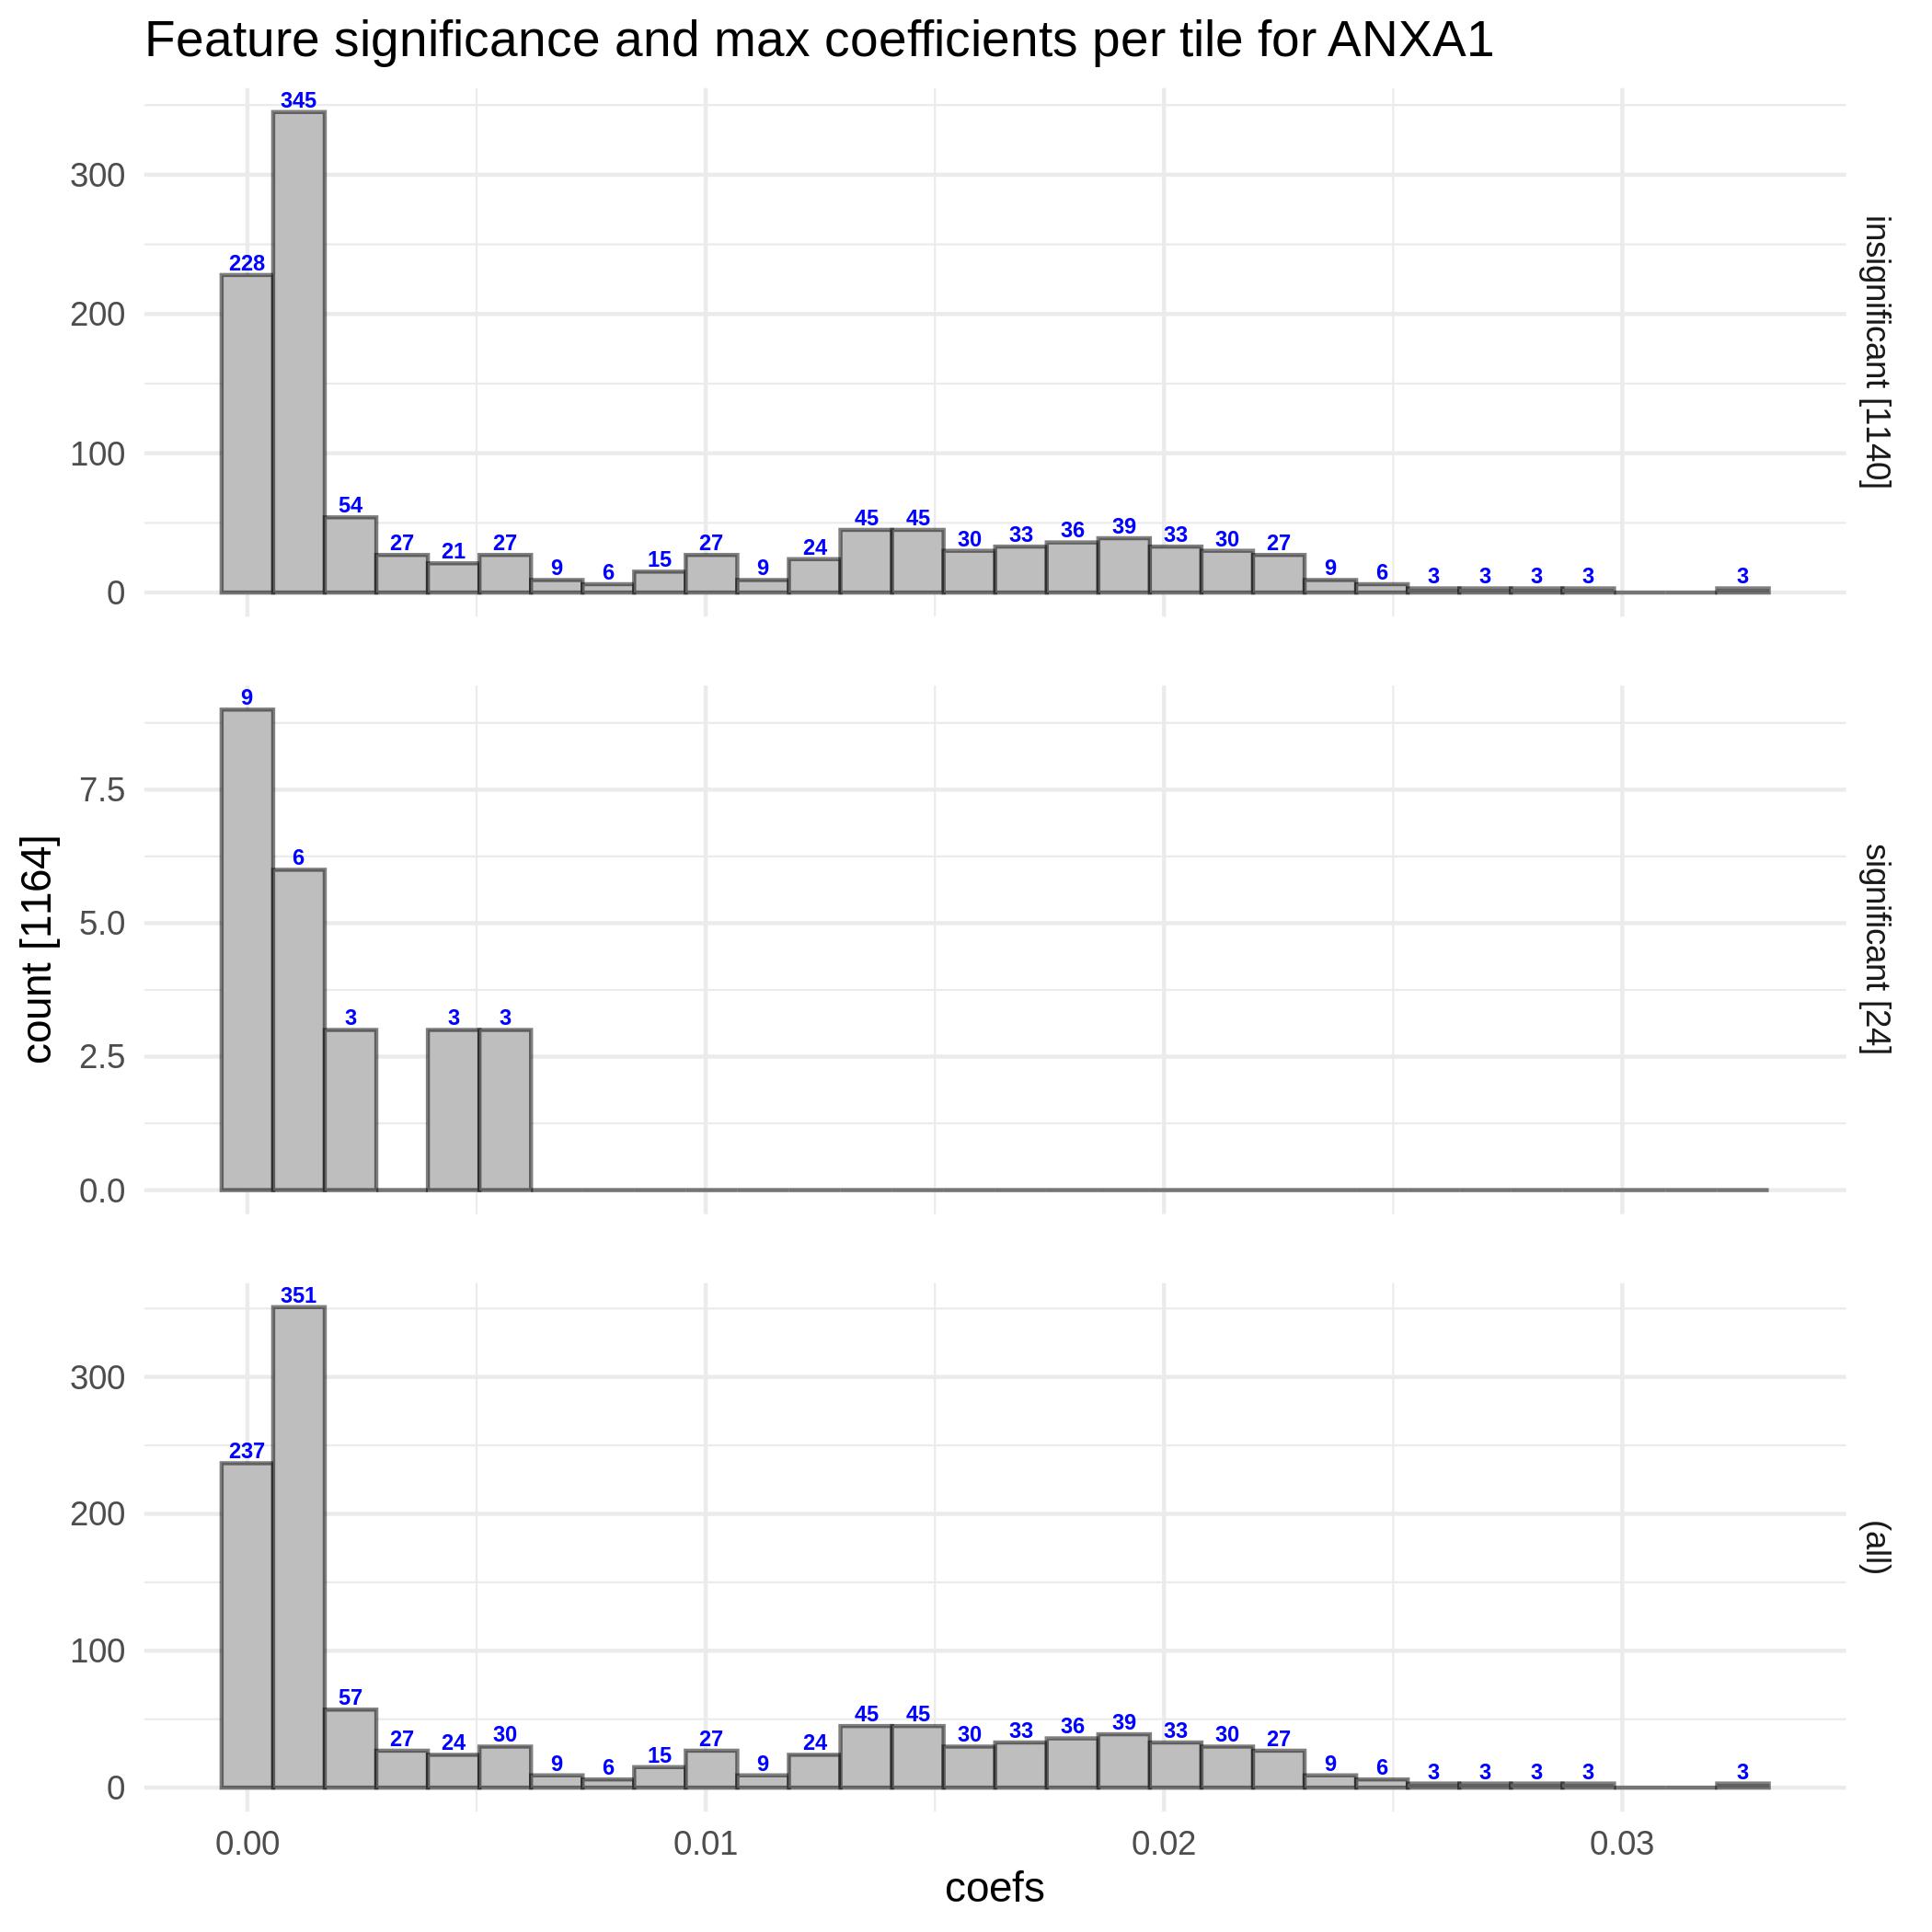 Feature significance and max coefficients per tile for ANXA1
345
300
228
200
100
54 27 21 27 9 6 15 27 9 24 45 45 30 33 36 39 33 30 27 9 6 3 3 3 3 3
0
insignificant [1140]
9
7.5
6
5.0
3 3 3
2.5
0.0
significant [24]
count [1164]
351
300
237
200
100
57 27 24 30 9 6 15 27 9 24 45 45 30 33 36 39 33 30 27 9 6 3 3 3 3 3
0
(all)
0.00 0.01 0.02 0.03
coefs